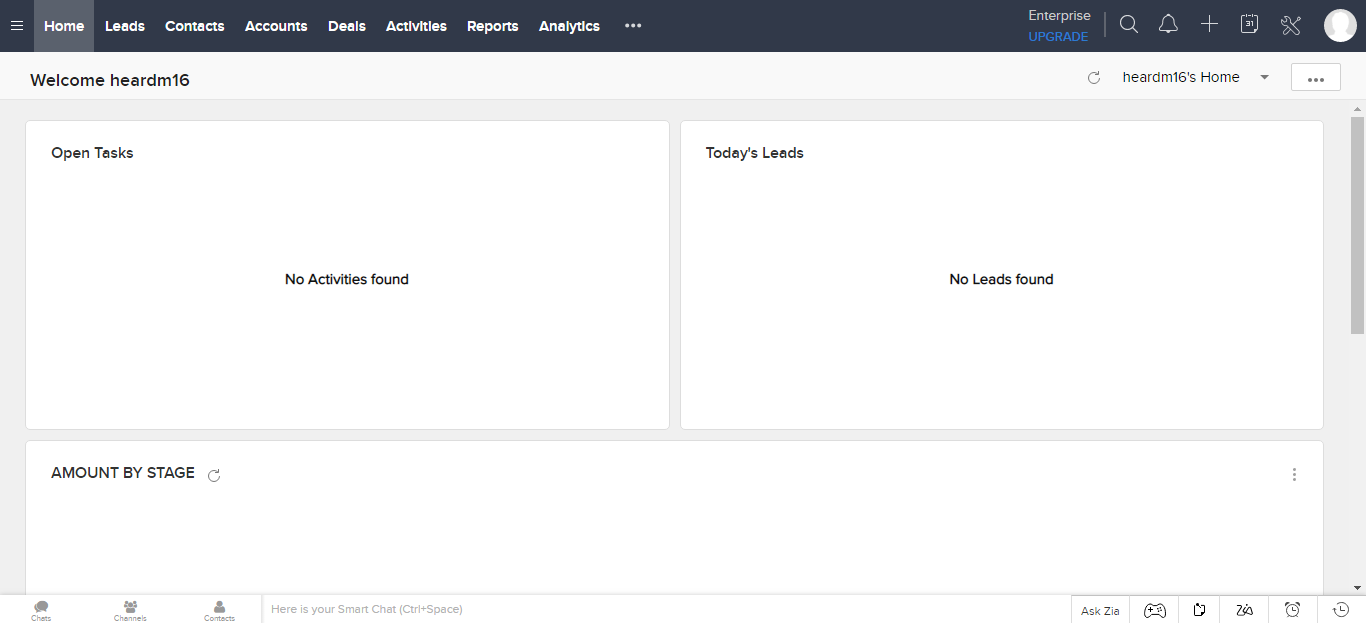 Home Leads Contacts Accounts Deals Activities Reports Analytics
Enterprise
UPGRADE
31
Welcome heardm16
heardm16's Home
Open Tasks
No Activities found
Today's Leads
No Leads found
AMOUNT BY STAGE
Chats
Channels
Contacts
Here is your Smart Chat (Ctrl+Space)
Ask Zia